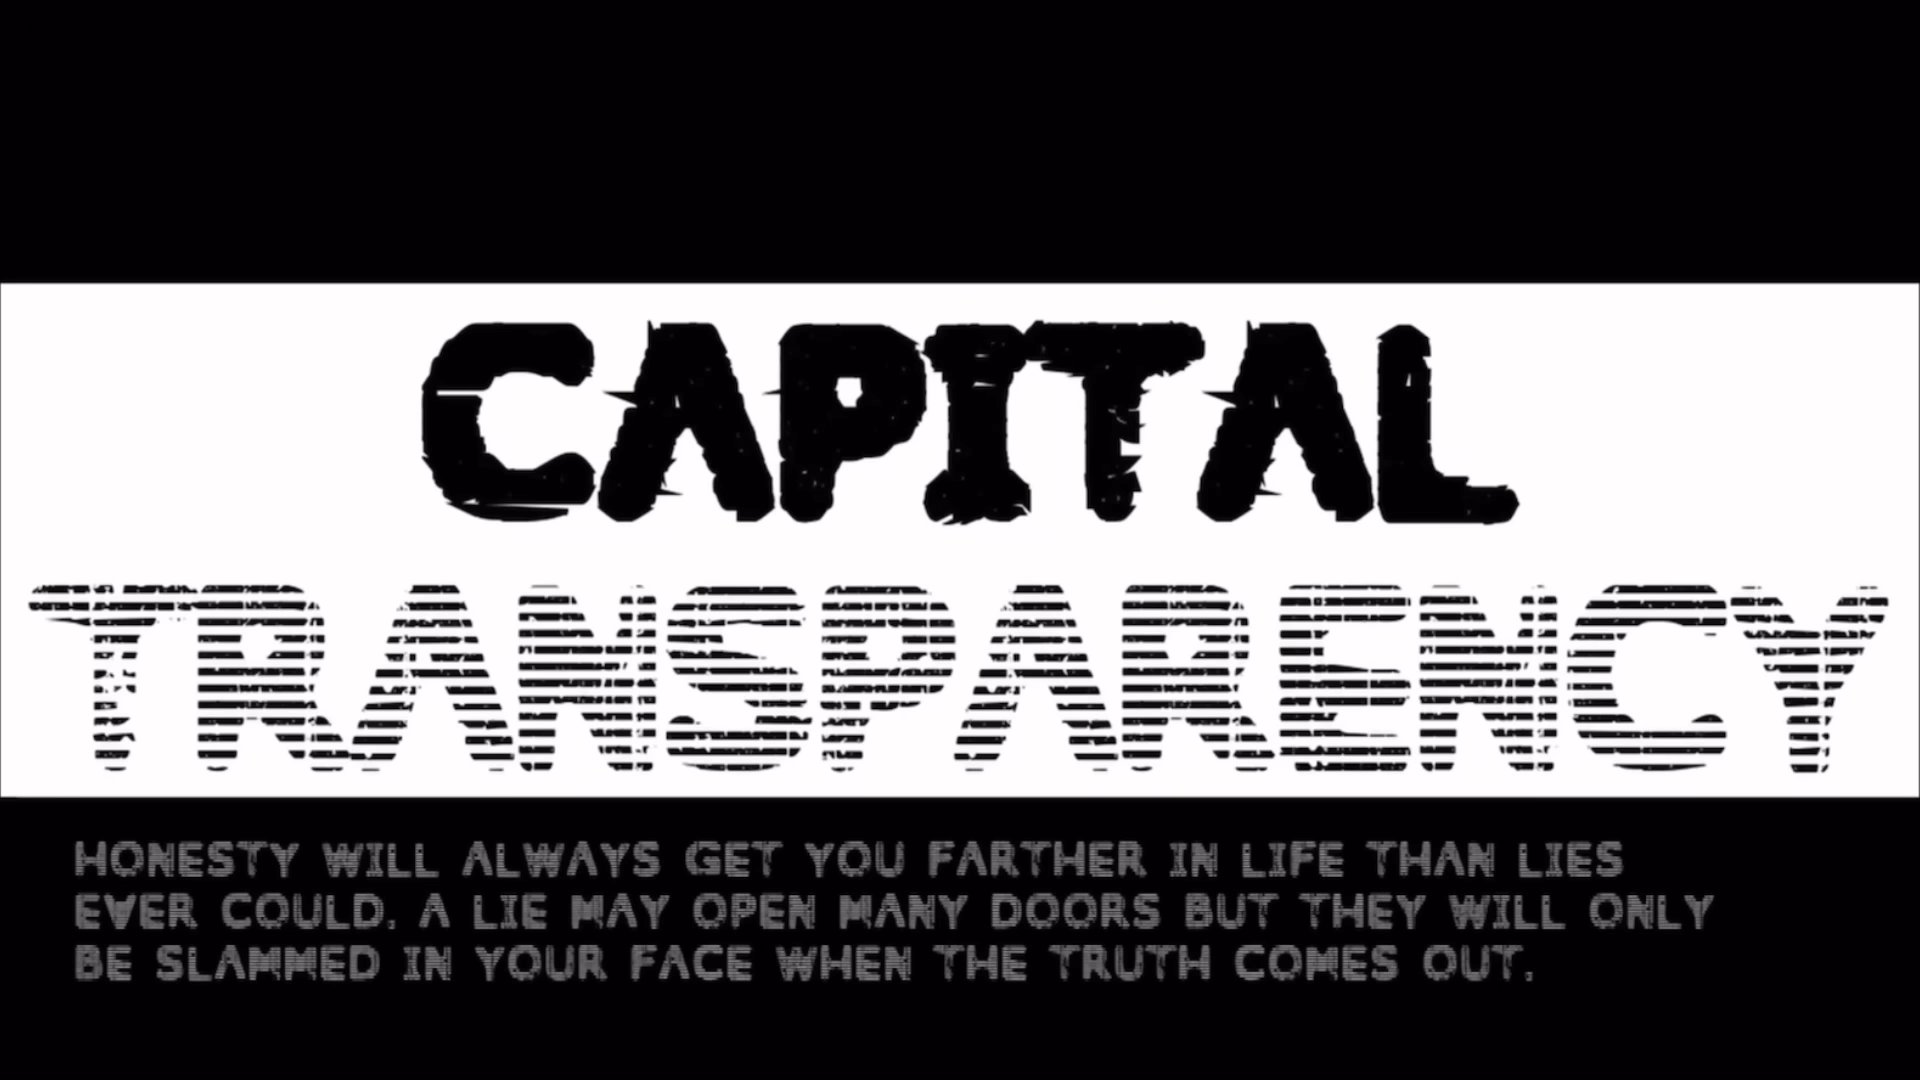 CAPITAL
TRANSPARENCY
HONESTY WILL ALWAYS GET YOU FARTHER IN LIFE THAN LIES
EVER COULD. A LIE MAY OPEN MANY DOORS BUT THEY WILL ONLY
BE SLAMMED IN YOUR FACE WHEN THE TRUTH COMES OUT.